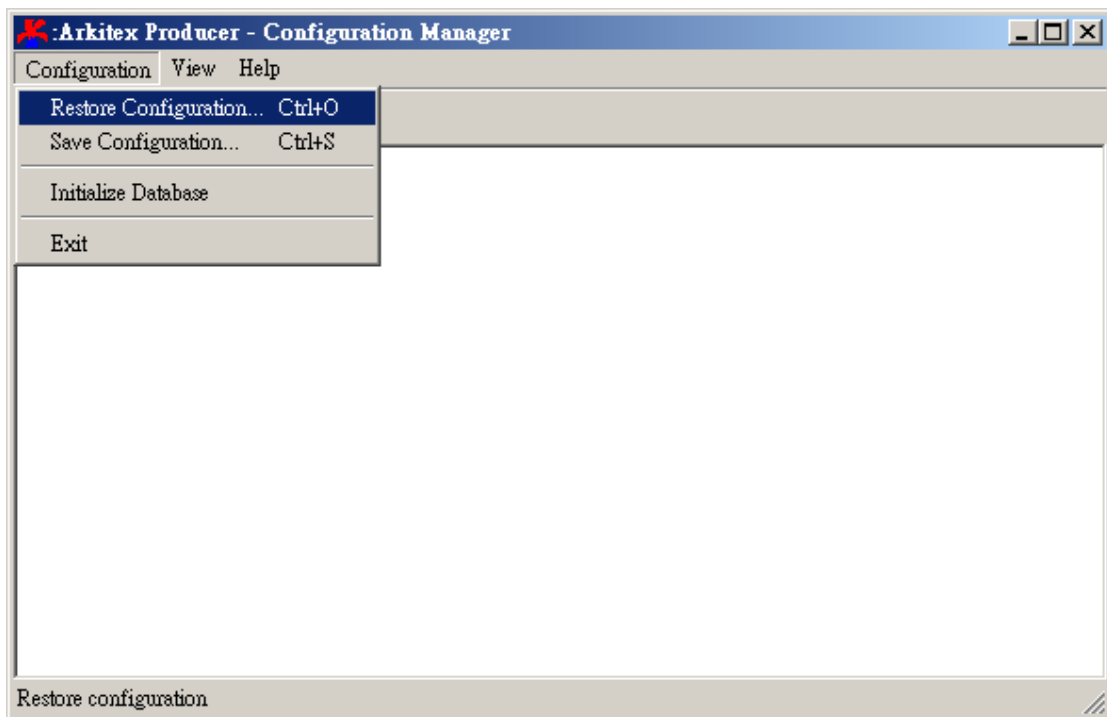 :Arkitex Producer - Configuration Manager
Configuration View Help
Restore Configuration... Ctrl+O
Save Configuration... Ctrl+S
Initialize Database
Exit
Restore configuration